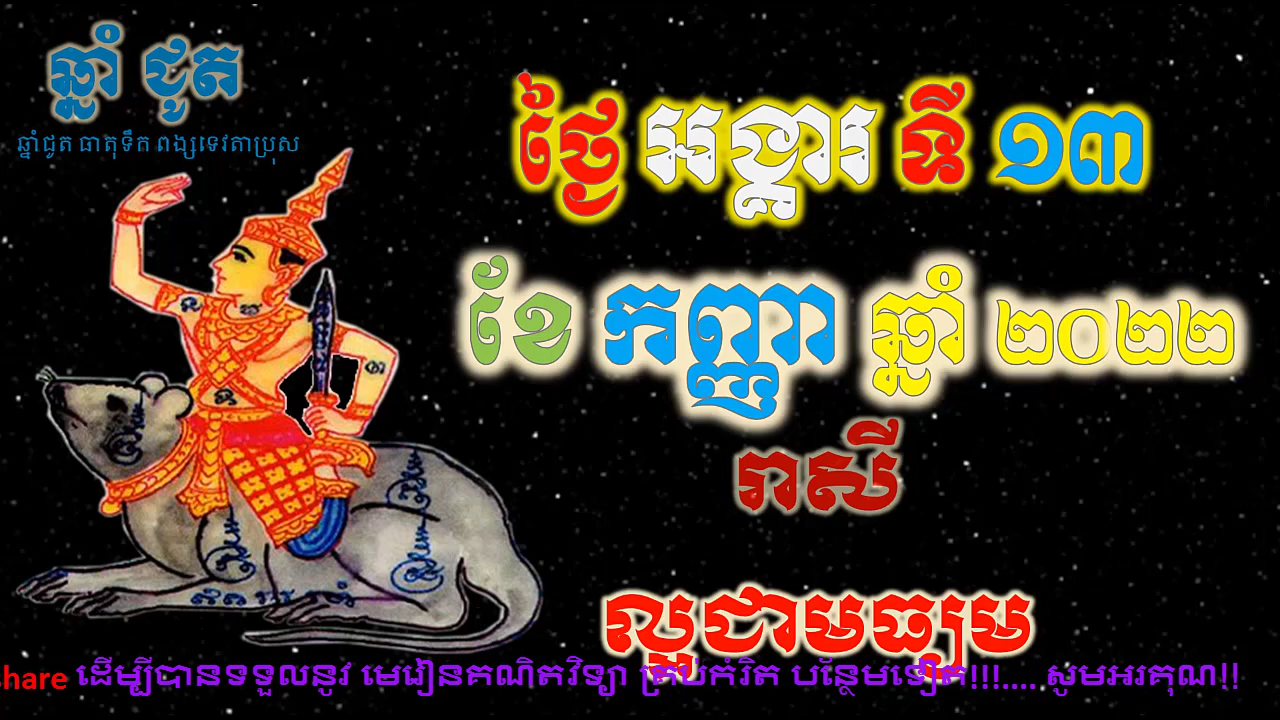 ឆ្នាំ ជូត
ឆ្នាំជូត ធាតុទឹក ពង្សទេវតាប្រុស
ថ្ងៃ អង្គារ ទី ១៣
ខែ កញ្ញា ឆ្នាំ ២០២២
រាសី
ល្អជាមធ្យម
share ដើម្បីបានទទួលនូវ មេរៀនគណិតវិទ្យា គ្រប់កំរិត បន្ថែមទៀត!!!.... សូមអរគុណ!!